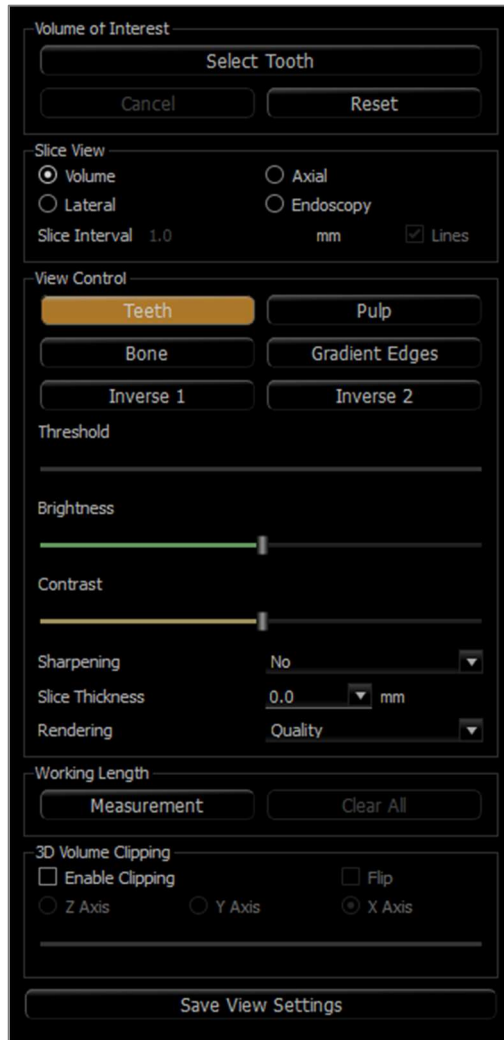 Volume of Interest
Select Tooth
Cancel Reset
Slice View
Volume Axial
Lateral Endoscopy
Slice Interval 1.0 mm Lines
View Control
Teeth Pulp
Bone Gradient Edges
Inverse 1 Inverse 2
Threshold
Brightness
Contrast
Sharpening No
Slice Thickness 0.0 mm
Rendering Quality
Working Length
Measurement Clear All
3D Volume Clipping
Enable Clipping Flip
Z Axis Y Axis X Axis
Save View Settings